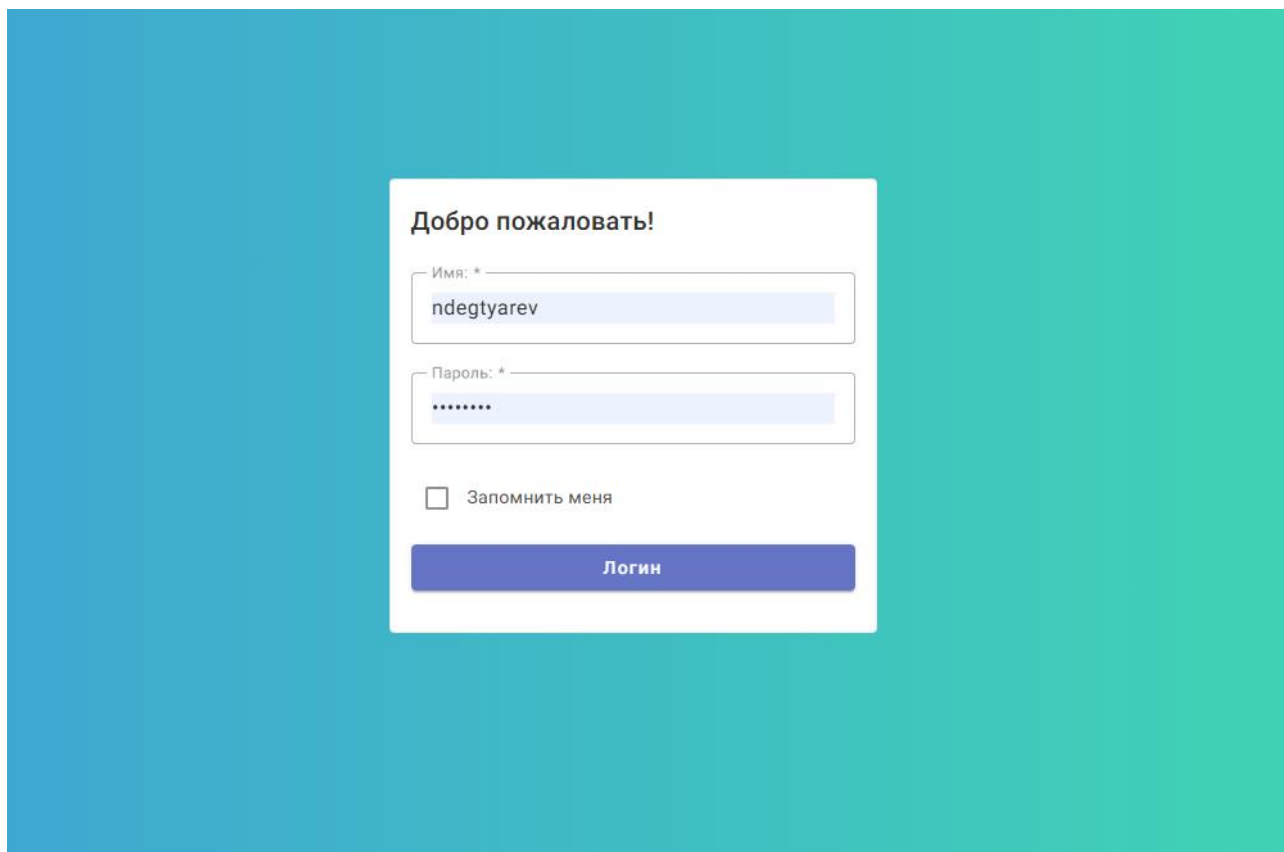 Добро пожаловать!
Имя: *
ndegtyarev
Пароль: *
••••••••
Запомнить меня
Логин